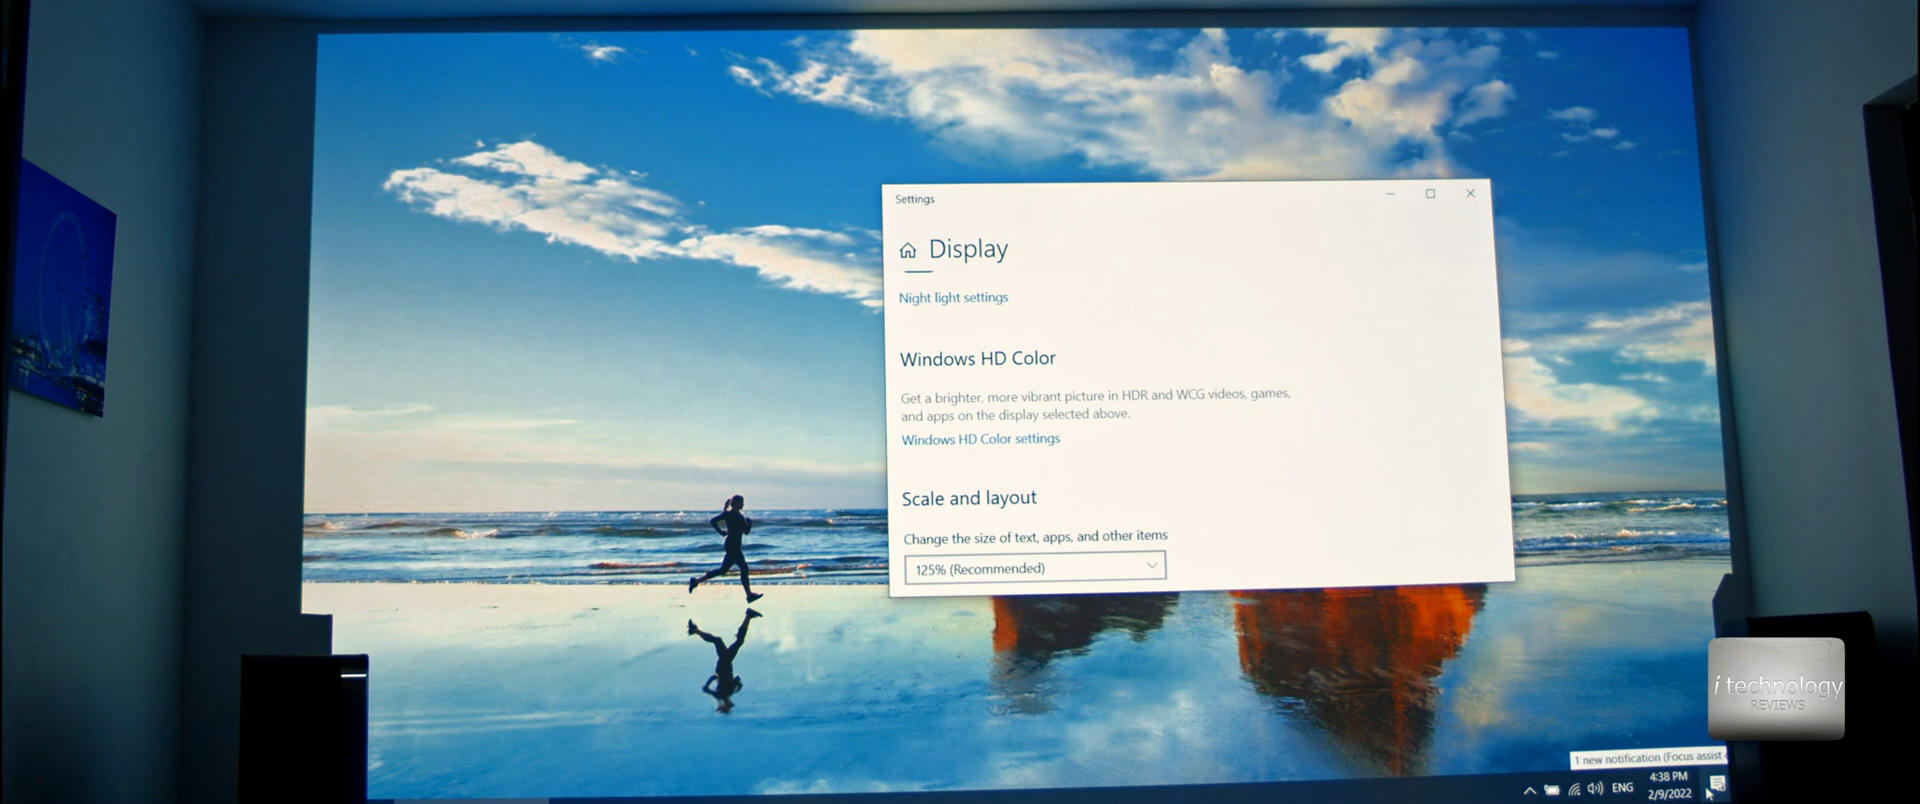 Settings
Display
Night light settings
Windows HD Color
Get a brighter, more vibrant picture in HDR and WCG videos, games,
and apps on the display selected above.
Windows HD Color settings
Scale and layout
Change the size of text, apps, and other items
125% (Recommended)
i technology
REVIEWS
1 new notification (Focus assist
ENG
4:38 PM
2/9/2022